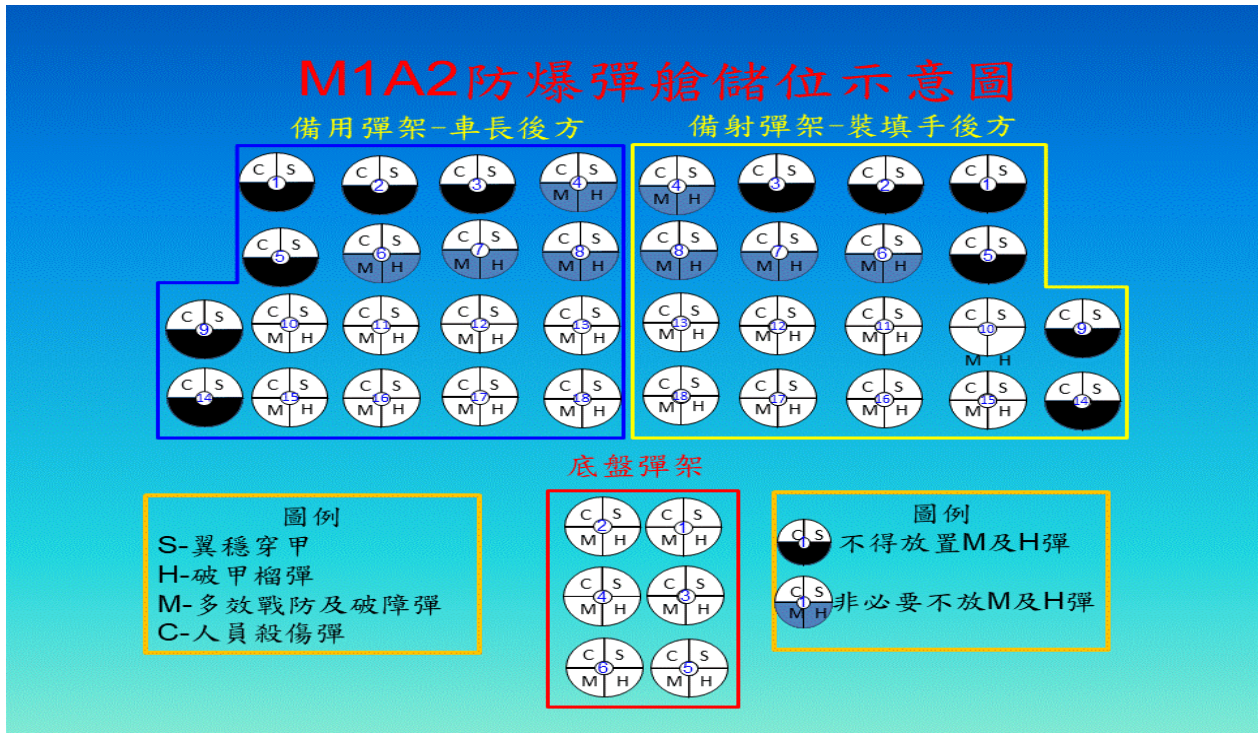 M1A2防爆彈艙儲位示意圖
備用彈架-車長後方 備射彈架-裝填手後方
C S C S C S C S C S C S C S C S
1 2 3 4 4 3 2 1
M H M H
C S C S C S C S C S C S C S C S
5 6 7 8 8 7 6 5
M H M H M H M H M H M H
C S C S C S C S C S C S C S C S C S C S
9 10 11 12 13 13 12 11 10 9
M H M H M H M H M H M H M H M H
C S C S C S C S C S C S C S C S C S C S
14 15 16 17 18 18 17 16 15 14
M H M H M H M H M H M H M H M H
底盤彈架
C S C S
2 1
M H M H
C S C S
4 3
M H M H
C S C S
6 5
M H M H
圖例
S-翼穩穿甲
H-破甲榴彈
M-多效戰防及破障彈
C-人員殺傷彈
圖例
C S
1 不得放置M及H彈
C S
1 非必要不放M及H彈
M H